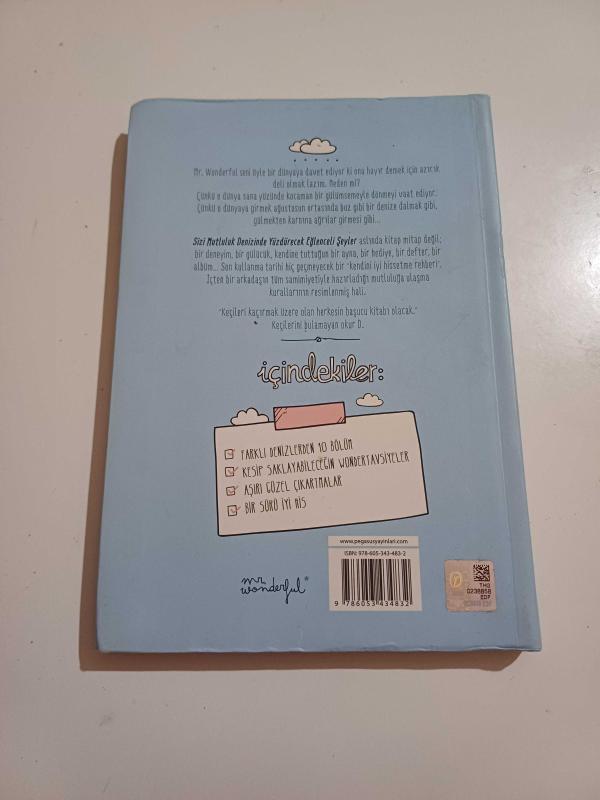 Mr. Wonderful seni öyle bir dünyaya davet ediyor ki ona hayır demek için azıcık
deli olmak lazım. Neden mi?
Çünkü o dünya sana yüzünde kocaman bir gülümsemeyle dönmeyi vaat ediyor.
Çünkü o dünyaya girmek ağustosun ortasında buz gibi bir denize dalmak gibi,
gülmekten karnına ağrılar girmesi gibi...
Sizi Mutluluk Denizinde Yüzdürecek Eğlenceli Şeyler aslında kitap mitap değil;
bir deneyim, bir gülücük, kendine tuttuğun bir ayna, bir hediye, bir defter, bir
albüm... Son kullanma tarihi hiç geçmeyecek bir "kendini iyi hissetme rehberi".
İçten bir arkadaşın tüm samimiyetiyle hazırladığı mutluluğa ulaşma
kurallarının resimlenmiş hali.
"Keçileri kaçırmak üzere olan herkesin başucu kitabı olacak."
Keçilerini bulamayan okur D.
içindekiler:
FARKLI DENİZLERDEN 10 BÖLÜM
KESİP SAKLAYABİLECEĞİN WONDERTAVSİYELER
AŞIRI GÜZEL ÇIKARTMALAR
BİR SÜRÜ İYİ HİS
www.pegasusyayinlari.com
ISBN: 978-605-343-483-2
9 786053 434832
mr.
wonderful®
THG
0238858
EDF